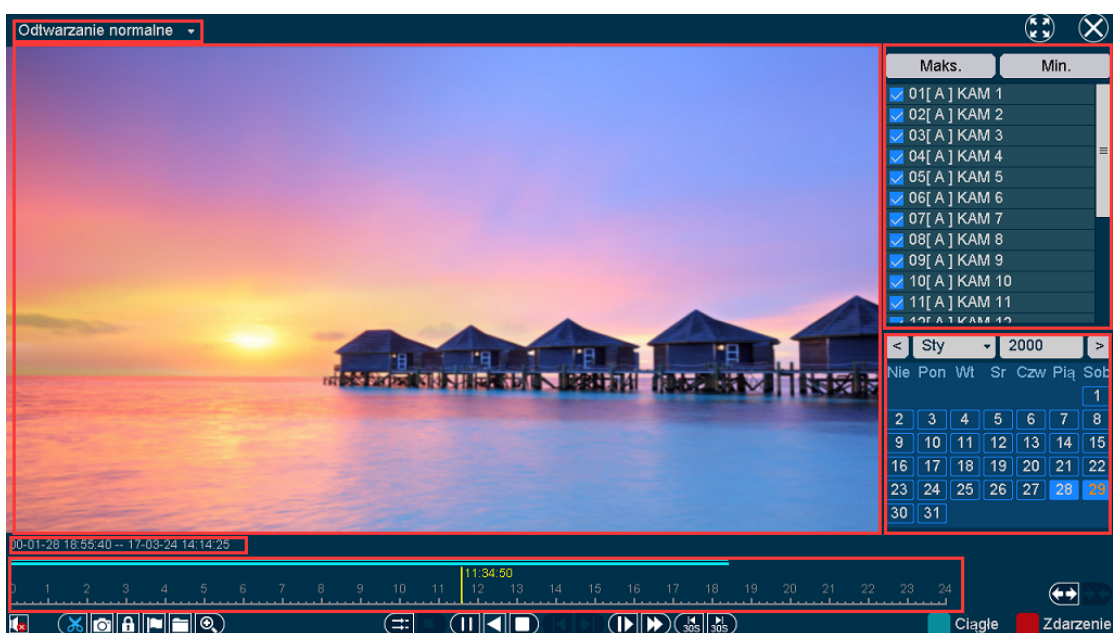 Odtwarzanie normalne
Maks. Min.
01[ A ] KAM 1
02[ A ] KAM 2
03[ A ] KAM 3
04[ A ] KAM 4
05[ A ] KAM 5
06[ A ] KAM 6
07[ A ] KAM 7
08[ A ] KAM 8
09[ A ] KAM 9
10[ A ] KAM 10
11[ A ] KAM 11
12[ A ] KAM 12
< Sty 2000 >
Nie Pon Wt Sr Czw Pią Sob
1
2 3 4 5 6 7 8
9 10 11 12 13 14 15
16 17 18 19 20 21 22
23 24 25 26 27 28 29
30 31
00-01-28 18:55:40 -- 17-03-24 14:14:25
11:34:50
0 1 2 3 4 5 6 7 8 9 10 11 12 13 14 15 16 17 18 19 20 21 22 23 24
30S 30S
Ciągłe Zdarzenie